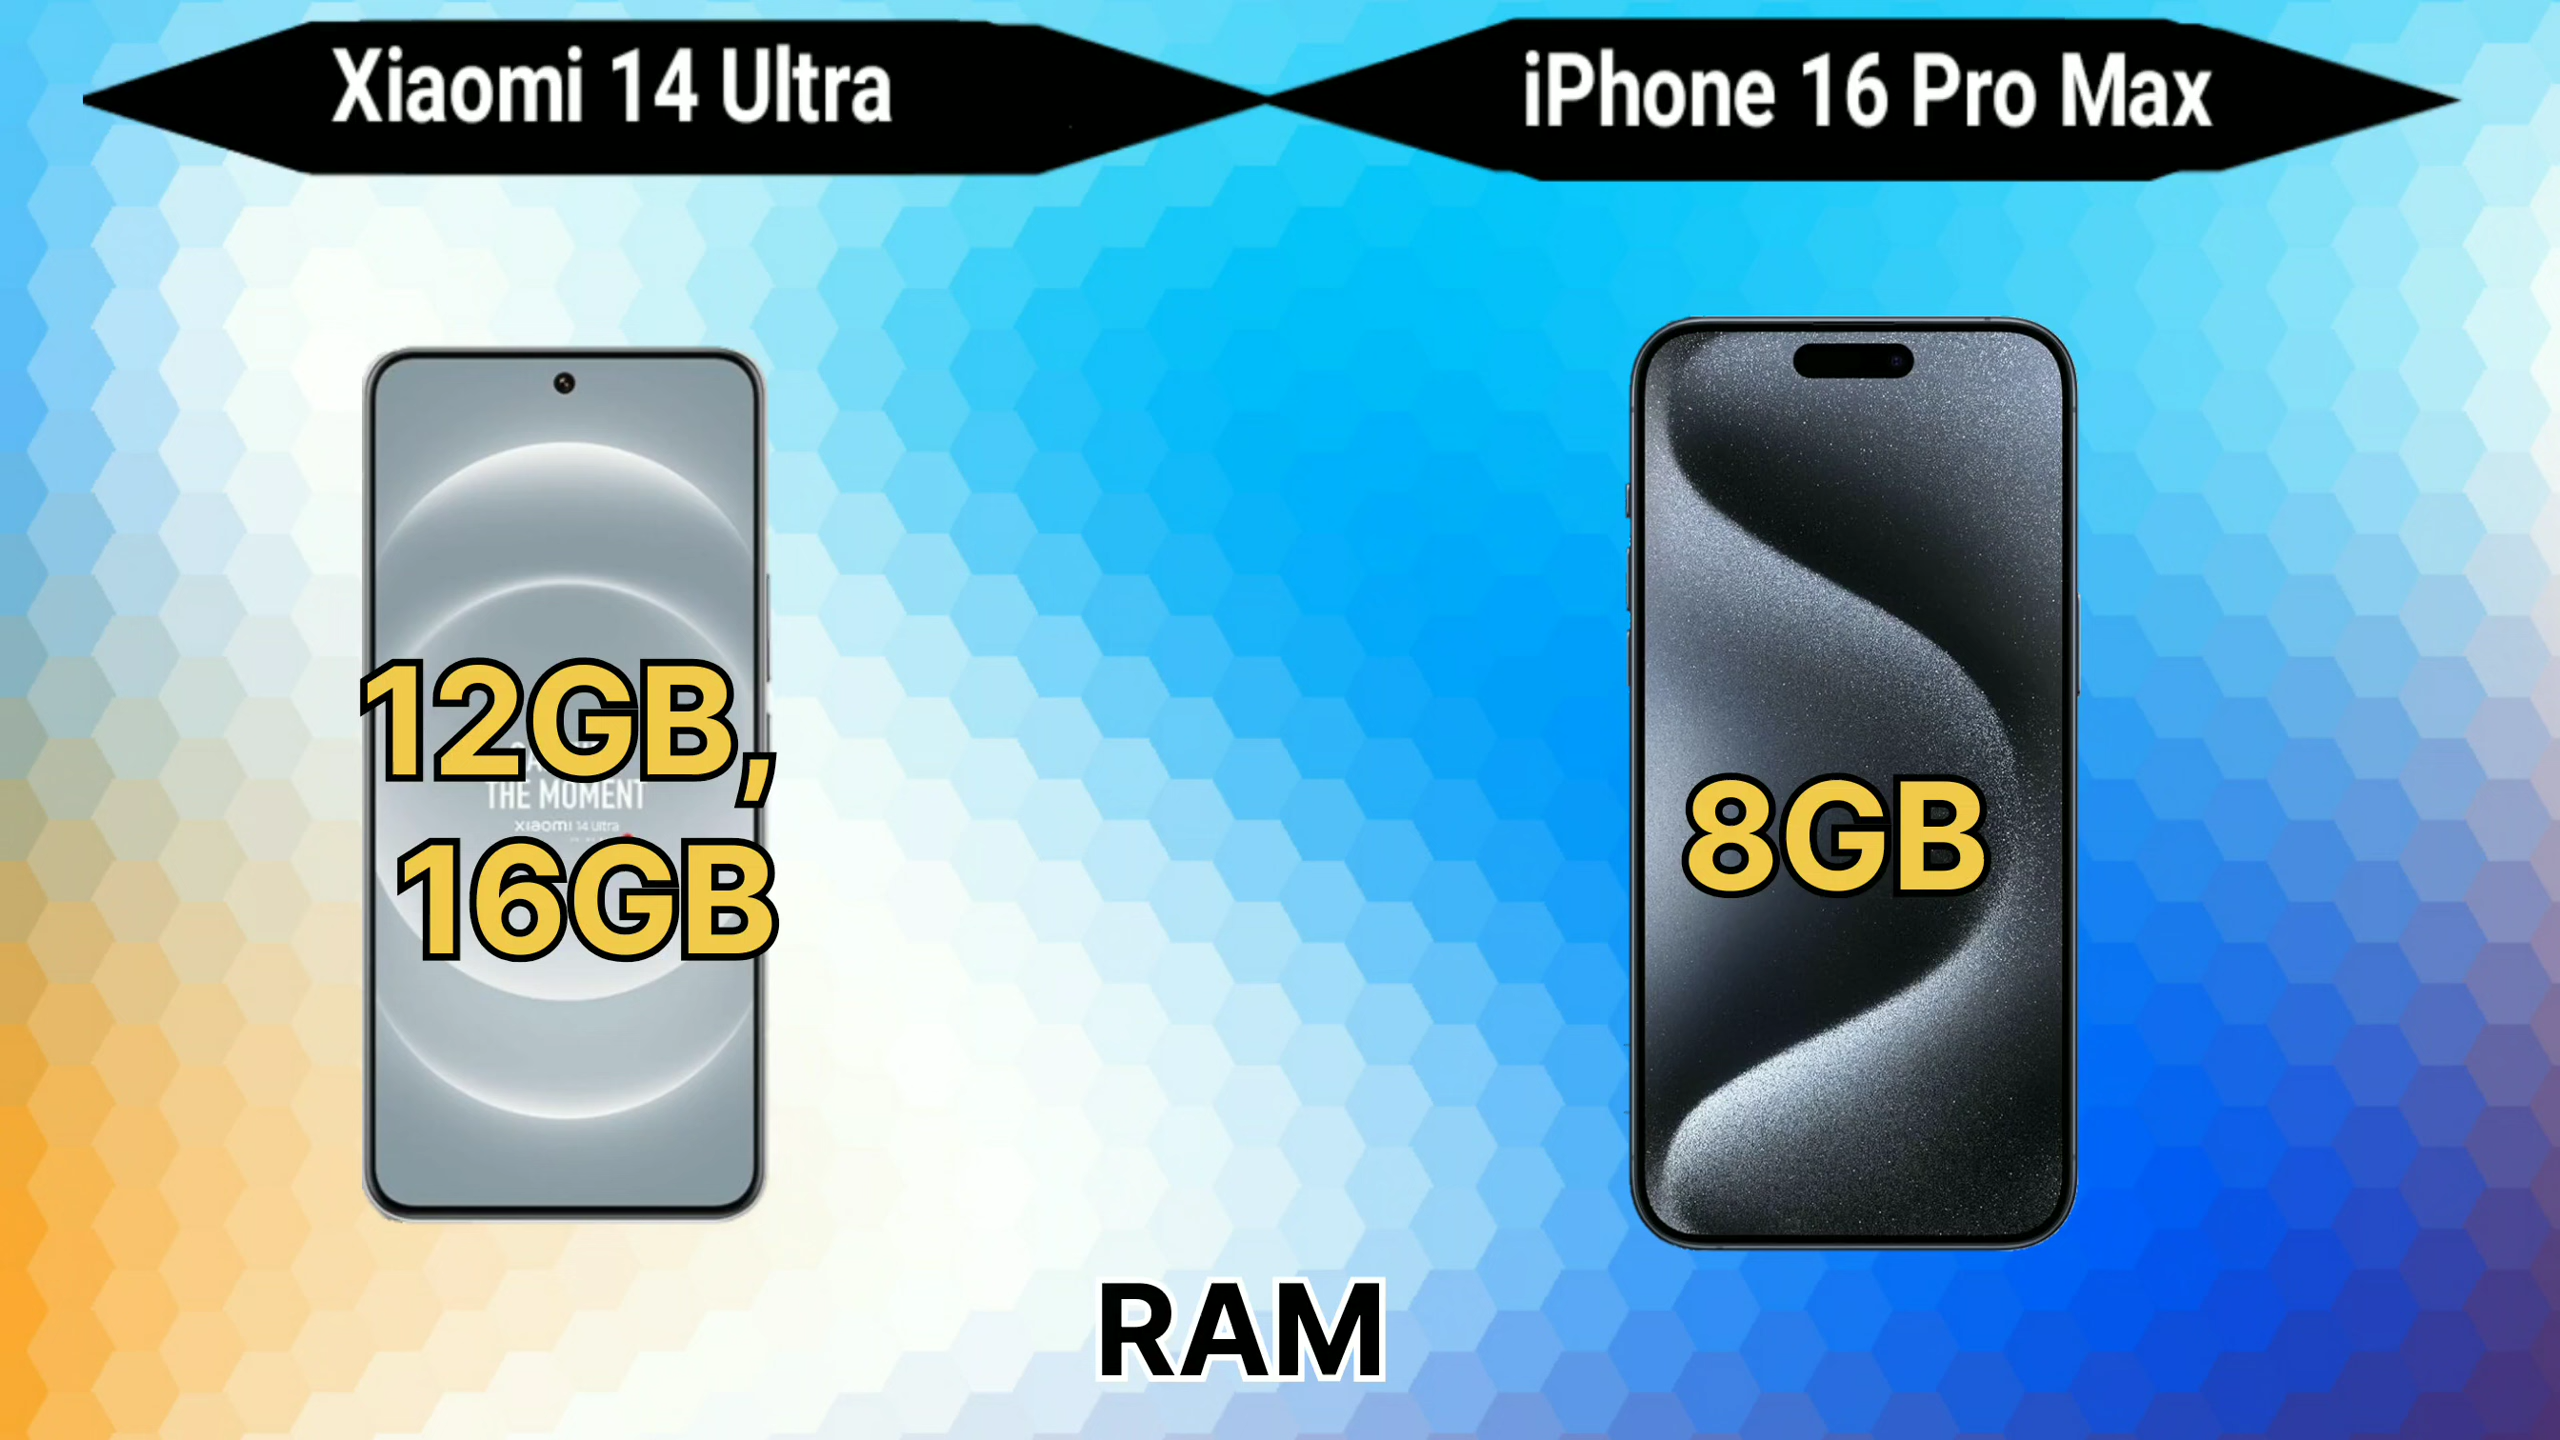 Xiaomi 14 Ultra
iPhone 16 Pro Max
12GB,
THE MOMENT
xiaomi 14 Ultra
16GB
8GB
RAM